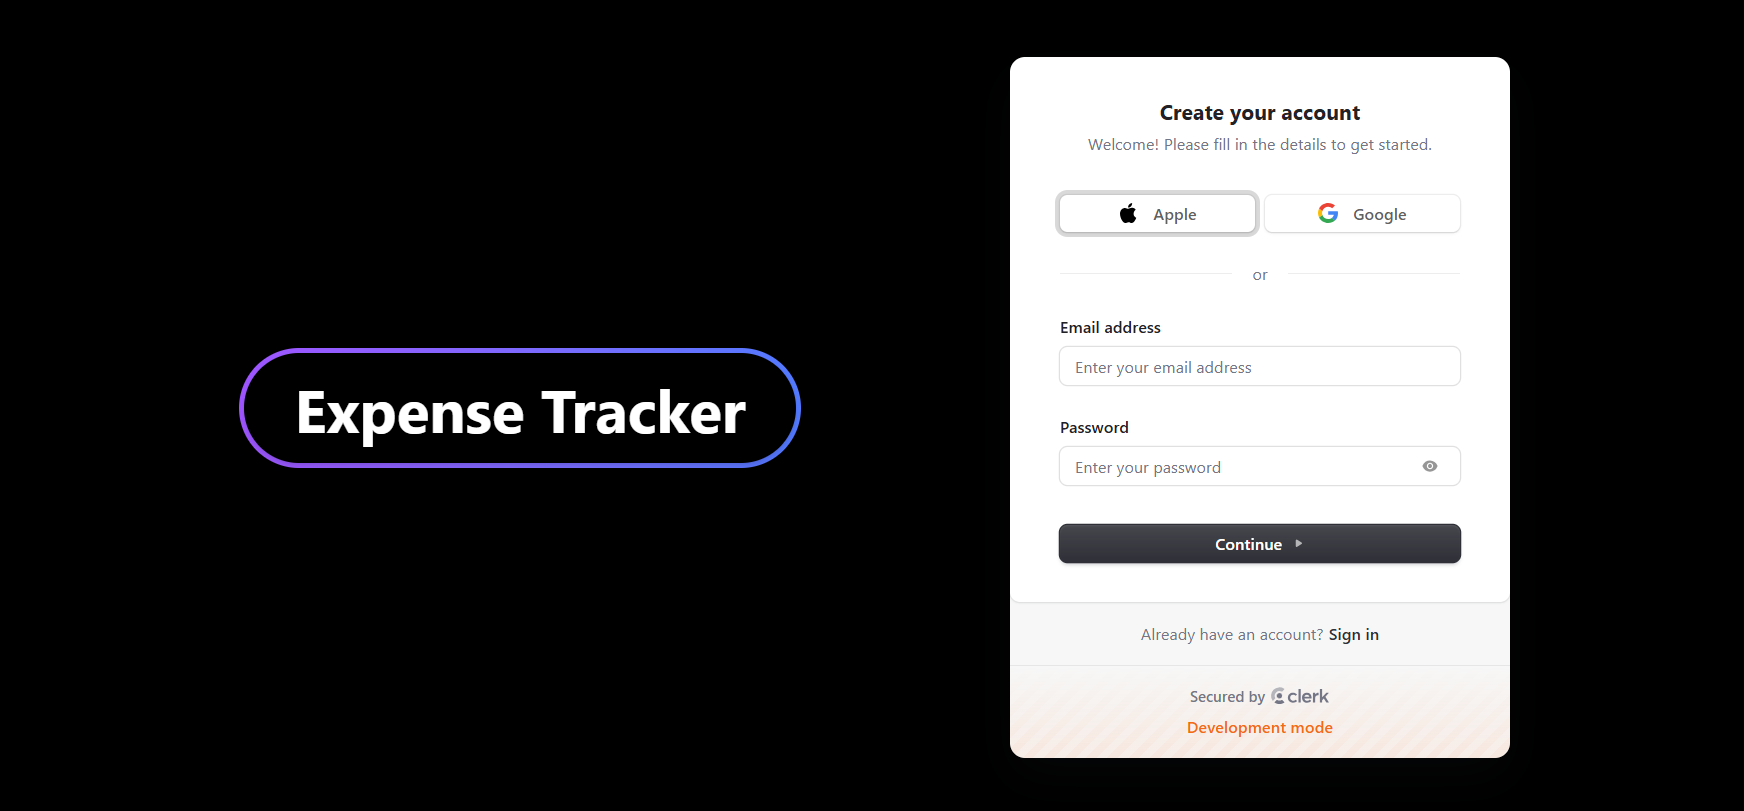 Expense Tracker
Create your account
Welcome! Please fill in the details to get started.
Apple
Google
or
Email address
Enter your email address
Password
Enter your password
Continue
Already have an account? Sign in
Secured by clerk
Development mode